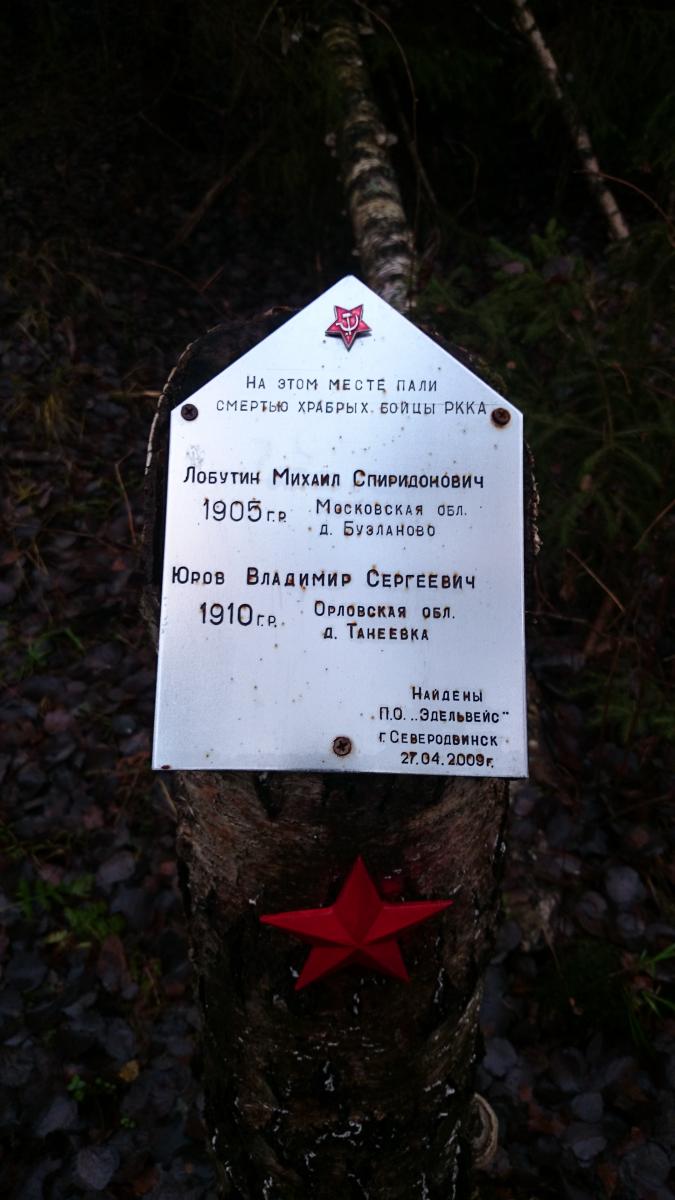 На этом месте пали
смертью храбрых бойцы РККА
Лобутин Михаил Спиридонович
1905г.р. Московская обл.
д. Бузланово
Юров Владимир Сергеевич
1910г.р. Орловская обл.
д. Танеевка
Найдены
П.О. „Эдельвейс"
г. Северодвинск
27.04.2009г.